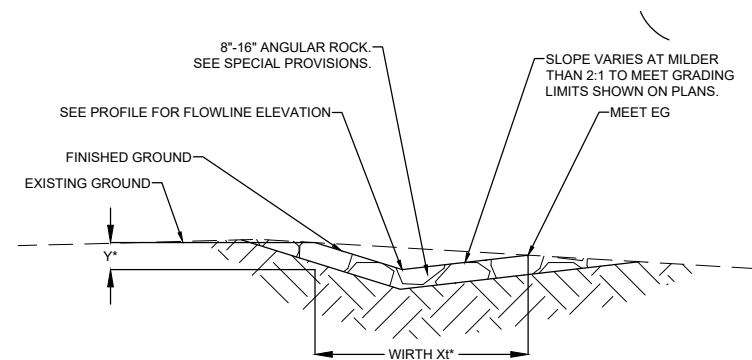 8"-16" ANGULAR ROCK.
SEE SPECIAL PROVISIONS.
SLOPE VARIES AT MILDER
THAN 2:1 TO MEET GRADING
LIMITS SHOWN ON PLANS.
SEE PROFILE FOR FLOWLINE ELEVATION
MEET EG
FINISHED GROUND
EXISTING GROUND
Y*
WIRTH Xt*